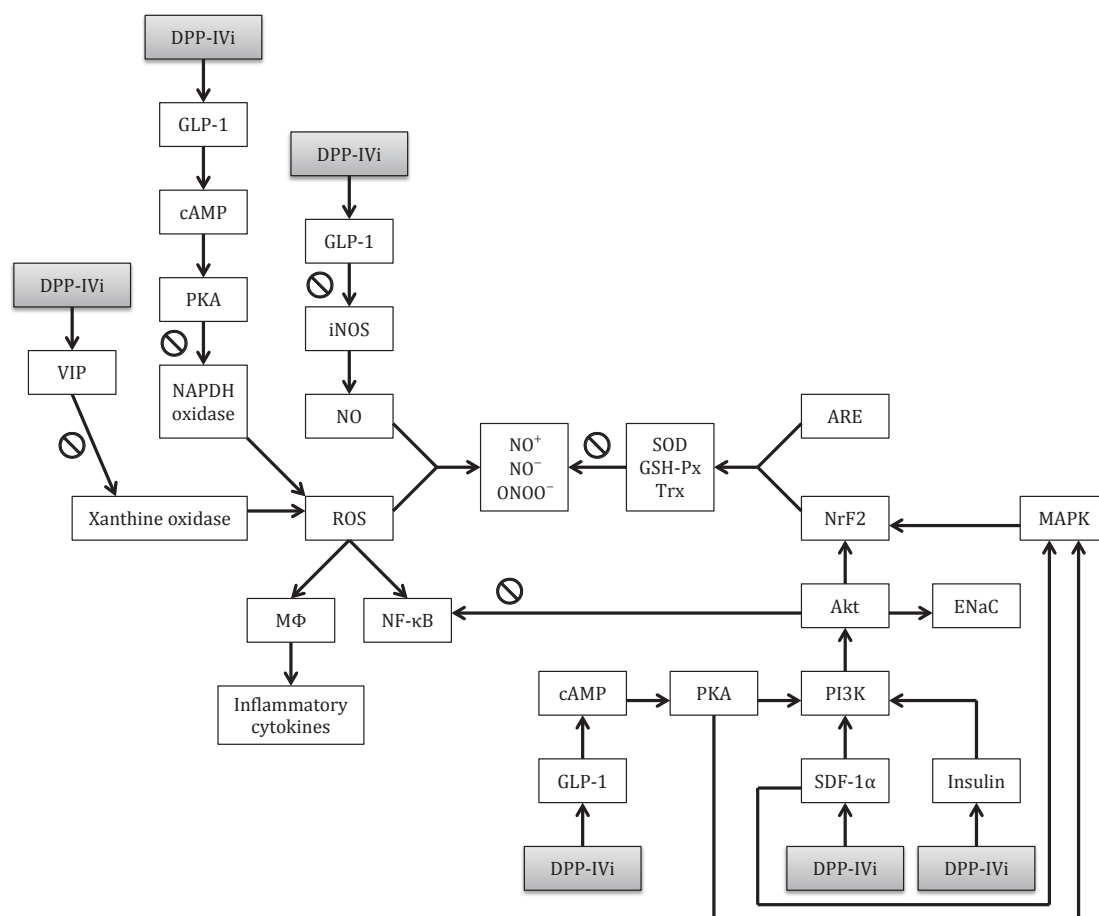 DPP-IVi
GLP-1
DPP-IVi
cAMP
GLP-1
DPP-IVi
PKA
iNOS
VIP
NAPDH
oxidase
NO
NO⁺
NO⁻
ONOO⁻
SOD
GSH-Px
Trx
ARE
Xanthine oxidase
ROS
NrF2
MAPK
MΦ
NF-κB
Akt
ENaC
Inflammatory
cytokines
cAMP
PKA
PI3K
GLP-1
SDF-1α
Insulin
DPP-IVi
DPP-IVi
DPP-IVi